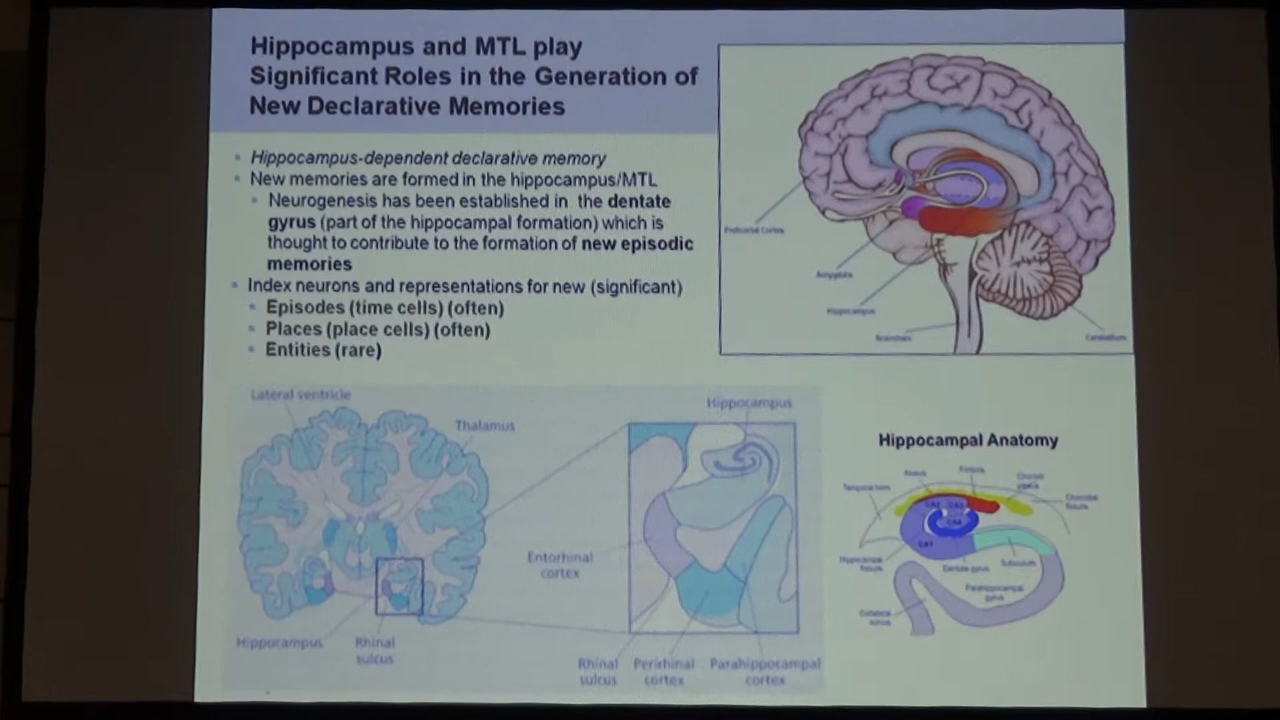 Hippocampus and MTL play
Significant Roles in the Generation of
New Declarative Memories
Hippocampus-dependent declarative memory
New memories are formed in the hippocampus/MTL
Neurogenesis has been established in the dentate
gyrus (part of the hippocampal formation) which is
thought to contribute to the formation of new episodic
memories
Index neurons and representations for new (significant)
Episodes (time cells) (often)
Places (place cells) (often)
Entities (rare)
Prefrontal Cortex
Amygdala
Hippocampus
Brainstem
Cerebellum
Lateral ventricle
Thalamus
Hippocampus
Rhinal
sulcus
Hippocampus
Entorhinal
cortex
Rhinal
sulcus
Perirhinal
cortex
Parahippocampal
cortex
Hippocampal Anatomy
Temporal horn
Alveus
Fimbria
Choroid
plexus
Choroidal
fissure
CA2
CA3
CA4
CA1
Hippocampal
fissure
Dentate gyrus
Subiculum
Parahippocampal
gyrus
Collateral
sulcus